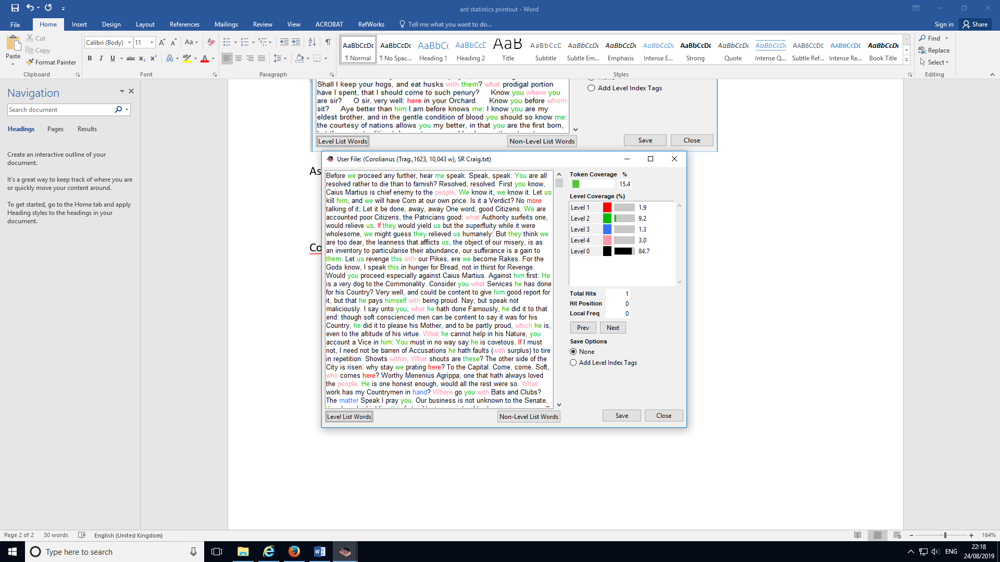 ant statistics printout - Word
File Home Insert Design Layout References Mailings Review View ACROBAT RefWorks Tell me what you want to do...
Sign in Share
Paste Cut
Copy
Format Painter
Calibri (Body) 11
AaBbCcDc AaBbCcDc AaBbCc AaBbCcD AaB AaBbCcD AaBbCcDc AaBbCcDc AaBbCcDc AaBbCcDc AaBbCcDc AaBbCcDc AABBCCDD AABBCCDD AaBbCcDc
¶ Normal ¶ No Spac... Heading 1 Heading 2 Title Subtitle Subtle Em... Emphasis Intense E... Strong Quote Intense Q... Subtle Ref... Intense Re... Book Title
Find
Replace
Select
Clipboard Font Paragraph Styles Editing
Navigation
Search document
Headings Pages Results
Create an interactive outline of your
document.
It's a great way to keep track of where you are
or quickly move your content around.
To get started, go to the Home tab and apply
Heading styles to the headings in your
document.
Shall I keep your hogs, and eat husks with them? what prodigal portion
have I spent, that I should come to such penury? Know you where you
are sir? O sir, very well: here in your Orchard. Know you before whom
sit? Aye better than him I am before knows me: I know you are my
eldest brother, and in the gentle condition of blood you should so know me:
the courtesy of nations allows you my better, in that you are the first born,
Add Level Index Tags
Level List Words Non-Level List Words Save Close
As
Co
User File: (Corolianus (Trag.,1623, 10,043 w), SR Craig.txt)
Before we proceed any further, hear me speak. Speak, speak. You are all
resolved rather to die than to famish? Resolved, resolved. First you know,
Caius Martius is chief enemy to the people. We know it, we know it. Let us
kill him, and we will have Corn at our own price. Is it a Verdict? No more
talking of it; Let it be done, away, away One word, good Citizens. We are
accounted poor Citizens, the Patricians good: what Authority surfeits one,
would relieve us. If they would yield us but the superfluity while it were
wholesome, we might guess they relieved us humanely: But they think we
are too dear, the leanness that afflicts us, the object of our misery, is as
an inventory to particularise their abundance, our sufferance is a gain to
them. Let us revenge this with our Pikes, ere we become Rakes. For the
Gods know, I speak this in hunger for Bread, not in thirst for Revenge.
Would you proceed especially against Caius Martius. Against him first: He
is a very dog to the Commonality. Consider you what Services he has done
for his Country? Very well, and could be content to give him good report for
it, but that he pays himself with being proud. Nay, but speak not
maliciously. I say unto you, what he hath done Famously, he did it to that
end: though soft conscienced men can be content to say it was for his
Country, he did it to please his Mother, and to be partly proud, which he is,
even to the altitude of his virtue. What he cannot help in his Nature, you
account a Vice in him: You must in no way say he is covetous. If I must
not, I need not be barren of Accusations he hath faults (with surplus) to tire
in repetition. Showts within. What shouts are these? The other side of the
City is risen: why stay we prating here? To the Capital. Come, come. Soft,
who comes here? Worthy Menenius Agrippa, one that hath always loved
the people. He is one honest enough, would all the rest were so. What
work has my Countrymen in hand? Where go you with Bats and Clubs?
The matter Speak I pray you. Our business is not unknown to the Senate,
Token Coverage %
15.4
Level Coverage (%)
Level 1 1.9
Level 2 9.2
Level 3 1.3
Level 4 3.0
Level 0 84.7
Total Hits 1
Hit Position 0
Local Freq 0
Prev Next
Save Options
None
Add Level Index Tags
Level List Words Non-Level List Words Save Close
Page 2 of 2 30 words English (United Kingdom) 164%
Type here to search
ENG
22:18
24/08/2019